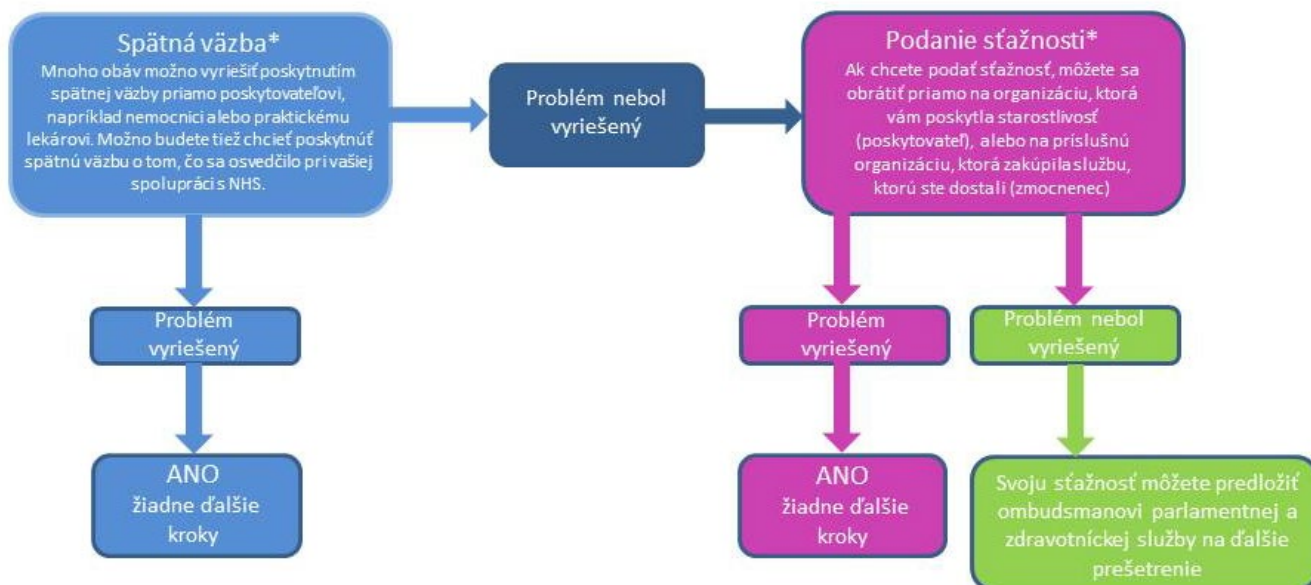 Spätná väzba*
Mnoho obáv možno vyriešiť poskytnutím
spätnej väzby priamo poskytovateľovi,
napríklad nemocnici alebo praktickému
lekárovi. Možno budete tiež chcieť poskytnúť
spätnú väzbu o tom, čo sa osvedčilo pri vašiej
spolupráci s NHS.
Problém nebol
vyriešený
Podanie sťažnosti*
Ak chcete podať sťažnosť, môžete sa
obrátiť priamo na organizáciu, ktorá
vám poskytla starostlivosť
(poskytovateľ), alebo na príslušnú
organizáciu, ktorá zakúpila službu,
ktorú ste dostali (zmocnenec)
Problém
vyriešený
Problém
vyriešený
Problém nebol
vyriešený
ANO
žiadne ďalšie
kroky
ANO
žiadne ďalšie
kroky
Svoju sťažnosť môžete predložiť
ombudsmanovi parlamentnej a
zdravotníckej služby na ďalšie
prešetrenie